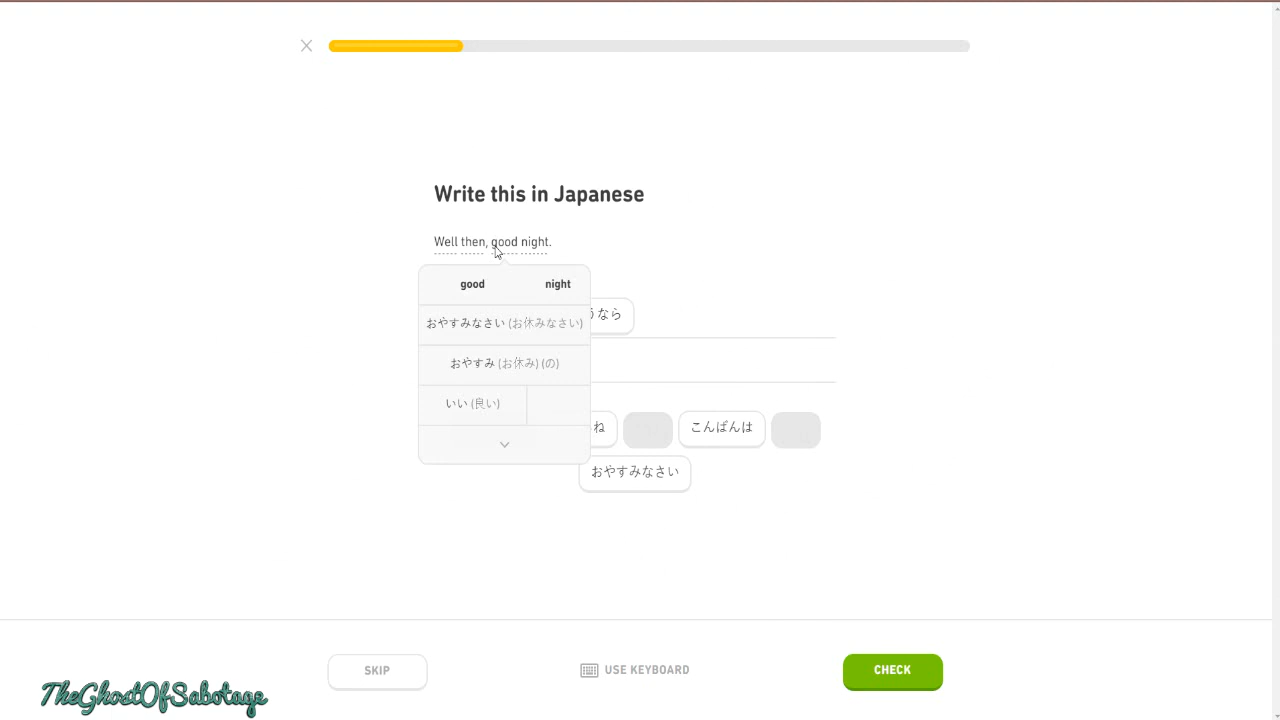 Write this in Japanese
Well then, good night.
good night
おやすみなさい (お休みなさい)
うなら
おやすみ (お休み) (の)
いい (良い)
ね こんばんは
おやすみなさい
SKIP USE KEYBOARD CHECK
TheGhostOfSabotage